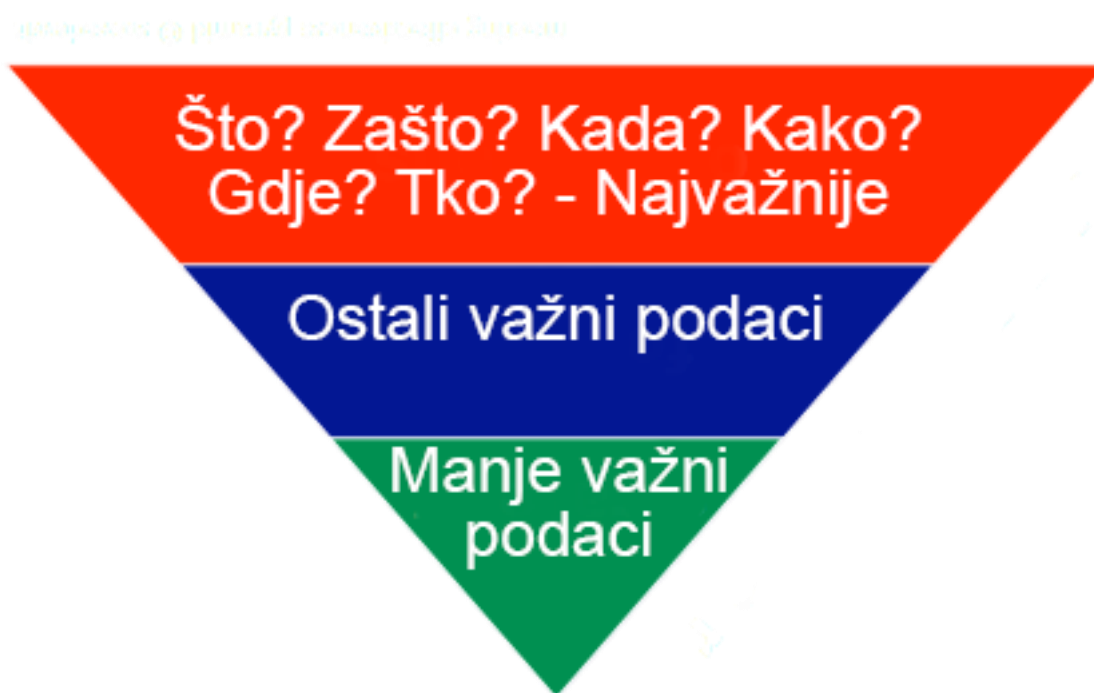 Što? Zašto? Kada? Kako?
Gdje? Tko? - Najvažnije
Ostali važni podaci
Manje važni
podaci